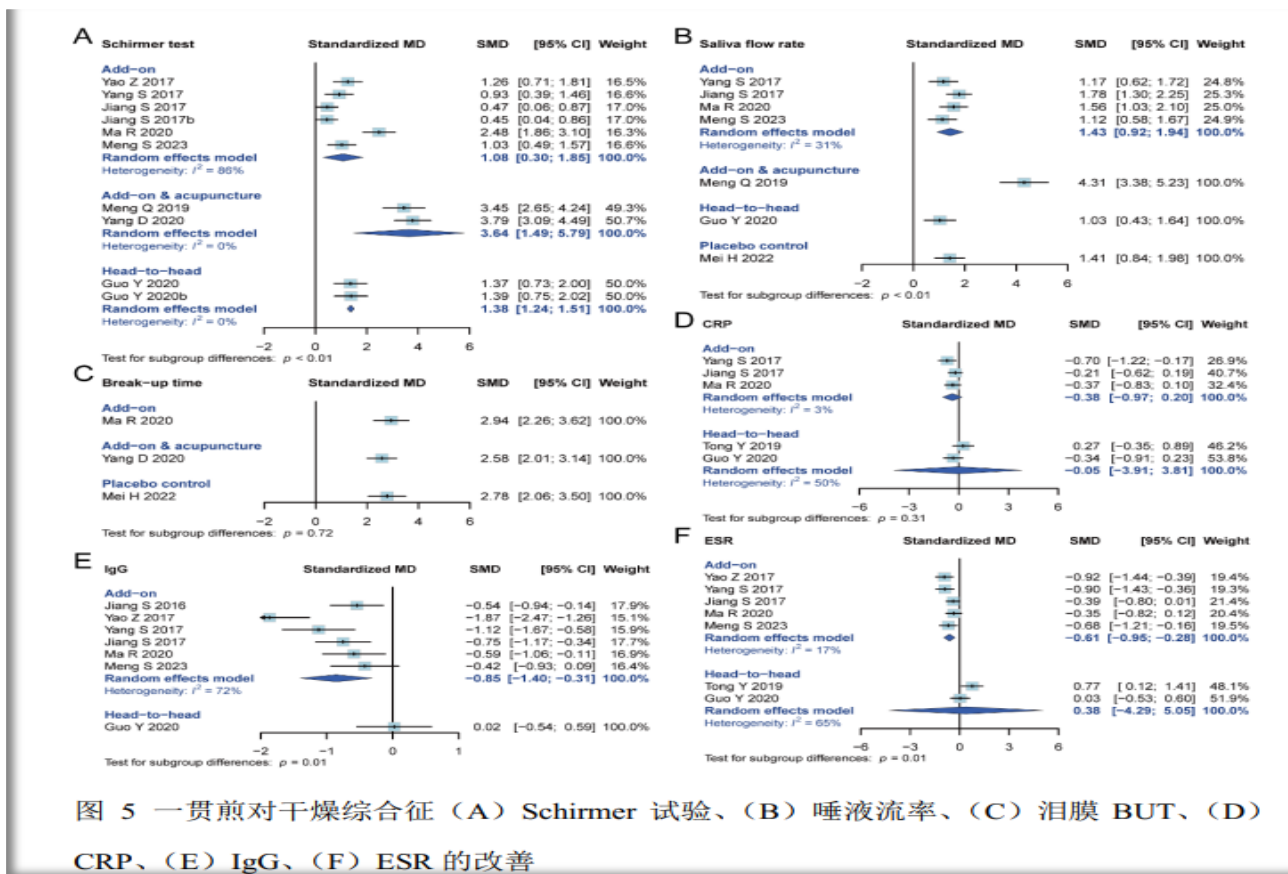 A Schirmer test Standardized MD SMD [95% CI] Weight
Add−on
Yao Z 2017 1.26 [0.71; 1.81] 16.5%
Yang S 2017 0.93 [0.39; 1.46] 16.6%
Jiang S 2017 0.47 [0.06; 0.87] 17.0%
Jiang S 2017b 0.45 [0.04; 0.86] 17.0%
Ma R 2020 2.48 [1.86; 3.10] 16.3%
Meng S 2023 1.03 [0.49; 1.57] 16.6%
Random effects model 1.08 [0.30; 1.85] 100.0%
Heterogeneity: I² = 86%
Add−on & acupuncture
Meng Q 2019 3.45 [2.65; 4.24] 49.3%
Yang D 2020 3.79 [3.09; 4.49] 50.7%
Random effects model 3.64 [1.49; 5.79] 100.0%
Heterogeneity: I² = 0%
Head−to−head
Guo Y 2020 1.37 [0.73; 2.00] 50.0%
Guo Y 2020b 1.39 [0.75; 2.02] 50.0%
Random effects model 1.38 [1.24; 1.51] 100.0%
Heterogeneity: I² = 0%
−2 0 2 4 6
Test for subgroup differences: p < 0.01
B Saliva flow rate Standardized MD SMD [95% CI] Weight
Add−on
Yang S 2017 1.17 [0.62; 1.72] 24.8%
Jiang S 2017 1.78 [1.30; 2.25] 25.3%
Ma R 2020 1.56 [1.03; 2.10] 25.0%
Meng S 2023 1.12 [0.58; 1.67] 24.9%
Random effects model 1.43 [0.92; 1.94] 100.0%
Heterogeneity: I² = 31%
Add−on & acupuncture
Meng Q 2019 4.31 [3.38; 5.23] 100.0%
Head−to−head
Guo Y 2020 1.03 [0.43; 1.64] 100.0%
Placebo control
Mei H 2022 1.41 [0.84; 1.98] 100.0%
−2 0 2 4 6
Test for subgroup differences: p < 0.01
C Break−up time Standardized MD SMD [95% CI] Weight
Add−on
Ma R 2020 2.94 [2.26; 3.62] 100.0%
Add−on & acupuncture
Yang D 2020 2.58 [2.01; 3.14] 100.0%
Placebo control
Mei H 2022 2.78 [2.06; 3.50] 100.0%
−2 0 2 4 6
Test for subgroup differences: p = 0.72
D CRP Standardized MD SMD [95% CI] Weight
Add−on
Yang S 2017 −0.70 [−1.22; −0.17] 26.9%
Jiang S 2017 −0.21 [−0.62; 0.19] 40.7%
Ma R 2020 −0.37 [−0.83; 0.10] 32.4%
Random effects model −0.38 [−0.97; 0.20] 100.0%
Heterogeneity: I² = 3%
Head−to−head
Tong Y 2019 0.27 [−0.35; 0.89] 46.2%
Guo Y 2020 −0.34 [−0.91; 0.23] 53.8%
Random effects model −0.05 [−3.91; 3.81] 100.0%
Heterogeneity: I² = 50%
−6 −3 0 3 6
Test for subgroup differences: p = 0.31
E IgG Standardized MD SMD [95% CI] Weight
Add−on
Jiang S 2016 −0.54 [−0.94; −0.14] 17.9%
Yao Z 2017 −1.87 [−2.47; −1.26] 15.1%
Yang S 2017 −1.12 [−1.67; −0.58] 15.9%
Jiang S 2017 −0.75 [−1.17; −0.34] 17.7%
Ma R 2020 −0.59 [−1.06; −0.11] 16.9%
Meng S 2023 −0.42 [−0.93; 0.09] 16.4%
Random effects model −0.85 [−1.40; −0.31] 100.0%
Heterogeneity: I² = 72%
Head−to−head
Guo Y 2020 0.02 [−0.54; 0.59] 100.0%
−2 −1 0 1
Test for subgroup differences: p = 0.01
F ESR Standardized MD SMD [95% CI] Weight
Add−on
Yao Z 2017 −0.92 [−1.44; −0.39] 19.4%
Yang S 2017 −0.90 [−1.43; −0.36] 19.3%
Jiang S 2017 −0.39 [−0.80; 0.01] 21.4%
Ma R 2020 −0.35 [−0.82; 0.12] 20.4%
Meng S 2023 −0.68 [−1.21; −0.16] 19.5%
Random effects model −0.61 [−0.95; −0.28] 100.0%
Heterogeneity: I² = 17%
Head−to−head
Tong Y 2019 0.77 [ 0.12; 1.41] 48.1%
Guo Y 2020 0.03 [−0.53; 0.60] 51.9%
Random effects model 0.38 [−4.29; 5.05] 100.0%
Heterogeneity: I² = 65%
−6 −3 0 3 6
Test for subgroup differences: p = 0.01
图 5 一贯煎对干燥综合征（A）Schirmer 试验、（B）唾液流率、（C）泪膜 BUT、（D）
CRP、（E）IgG、（F）ESR 的改善